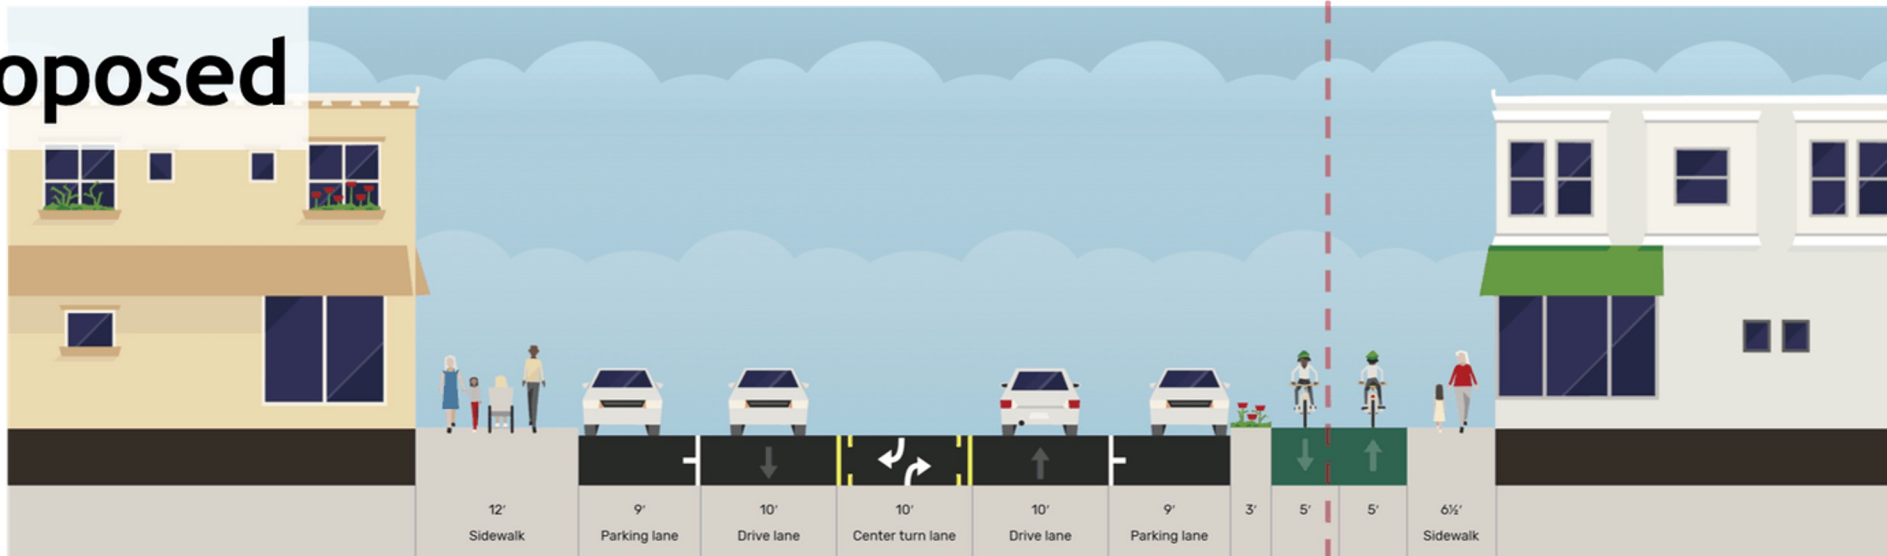 oposed
12' 9' 10' 10' 10' 9' 3' 5' 5' 6½'
Sidewalk Parking lane Drive lane Center turn lane Drive lane Parking lane Sidewalk